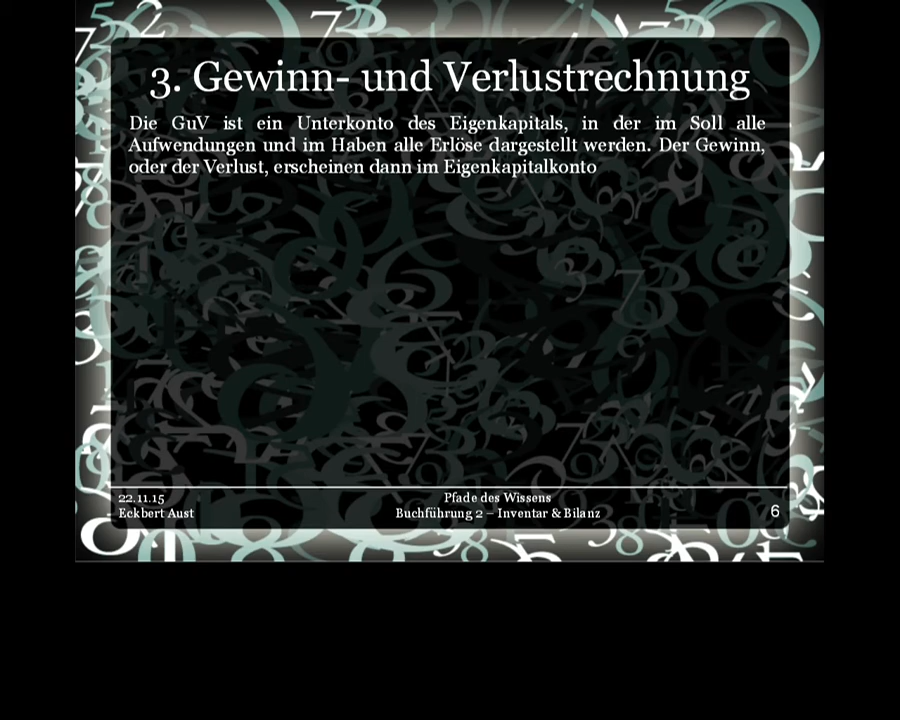 3. Gewinn- und Verlustrechnung
Die GuV ist ein Unterkonto des Eigenkapitals, in der im Soll alle
Aufwendungen und im Haben alle Erlöse dargestellt werden. Der Gewinn,
oder der Verlust, erscheinen dann im Eigenkapitalkonto
22.11.15
Eckbert Aust
Pfade des Wissens
Buchführung 2 – Inventar & Bilanz
6